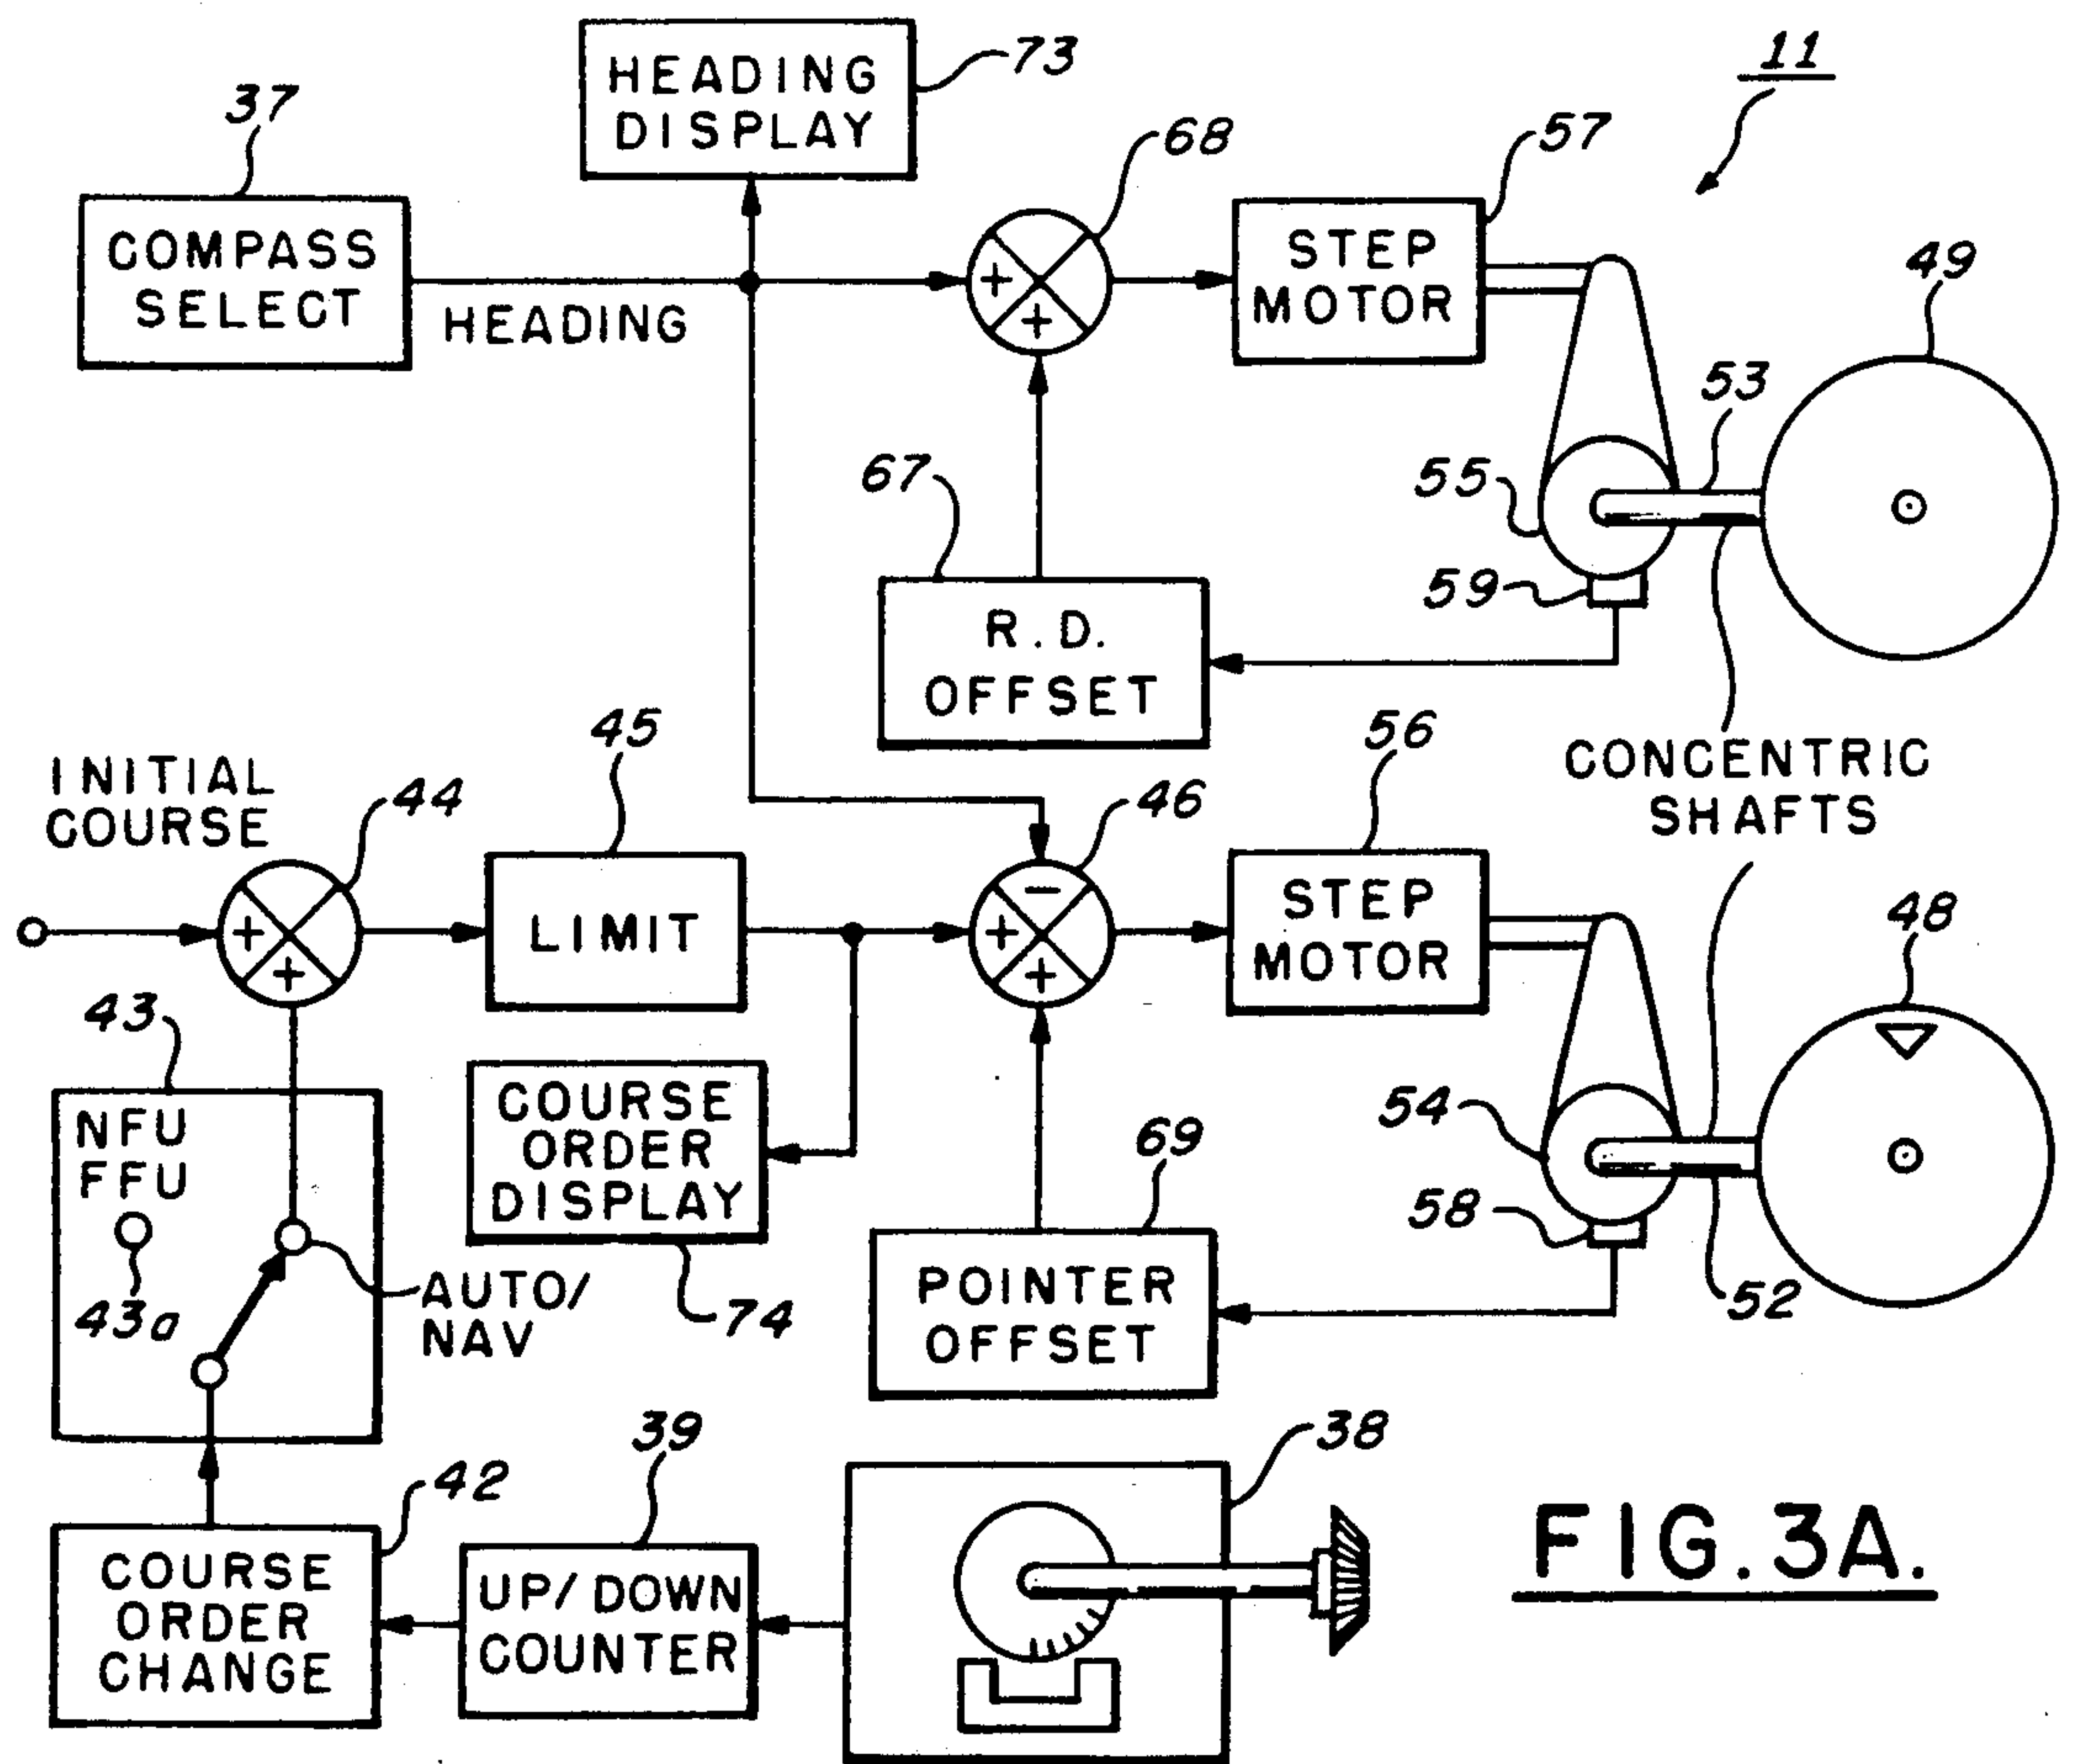 HEADING
DISPLAY
73
11
37
68
57
COMPASS
SELECT
HEADING
+
+
STEP
MOTOR
49
53
67
55
59
R.D.
OFFSET
45
56
CONCENTRIC
SHAFTS
INITIAL
COURSE
44
46
+
+
LIMIT
-
+
+
STEP
MOTOR
48
43
NFU
FFU
43a
AUTO/
NAV
COURSE
ORDER
DISPLAY
74
69
54
58
52
POINTER
OFFSET
39
38
42
COURSE
ORDER
CHANGE
UP/DOWN
COUNTER
FIG.3A.